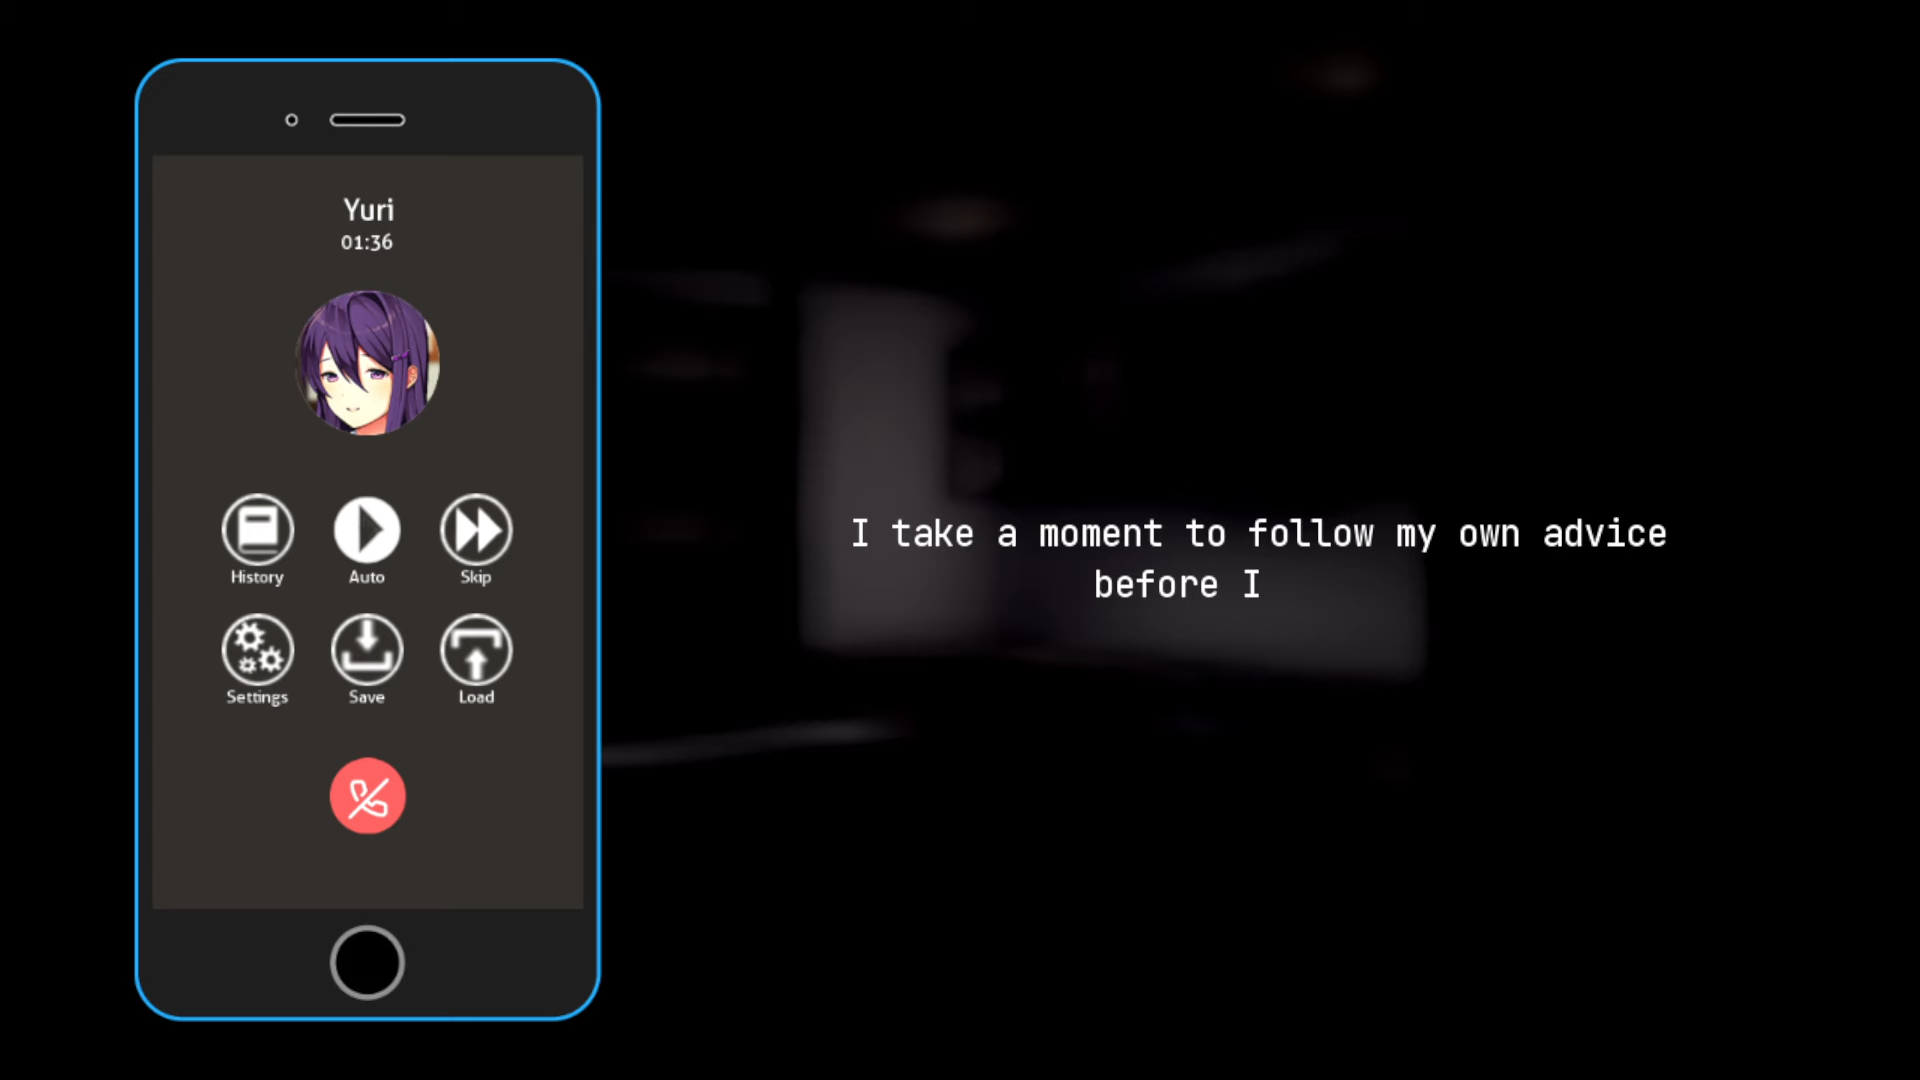 Yuri
01:36
History
Auto
Skip
Settings
Save
Load
I take a moment to follow my own advice
before I